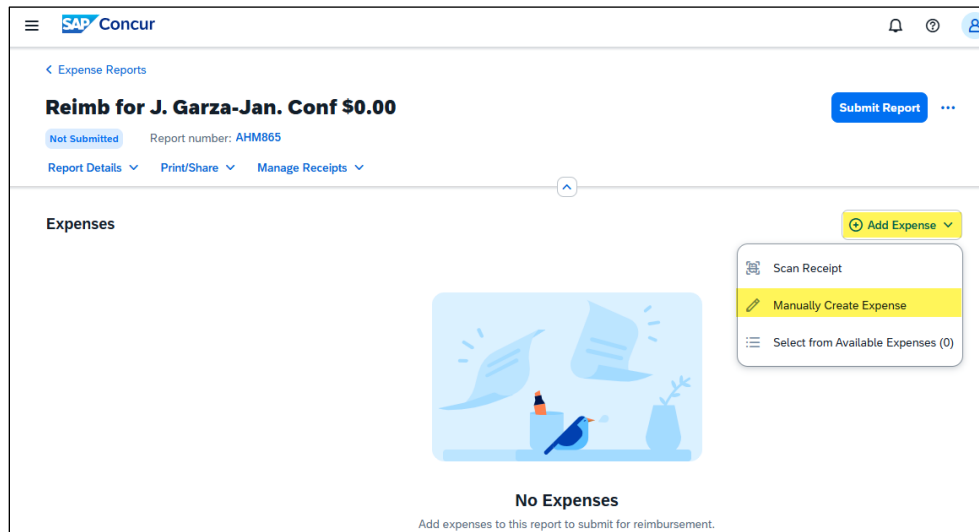 SAP Concur
Expense Reports
Reimb for J. Garza-Jan. Conf $0.00
Submit Report
Not Submitted Report number: AHM865
Report Details Print/Share Manage Receipts
Expenses
Add Expense
Scan Receipt
Manually Create Expense
Select from Available Expenses (0)
No Expenses
Add expenses to this report to submit for reimbursement.